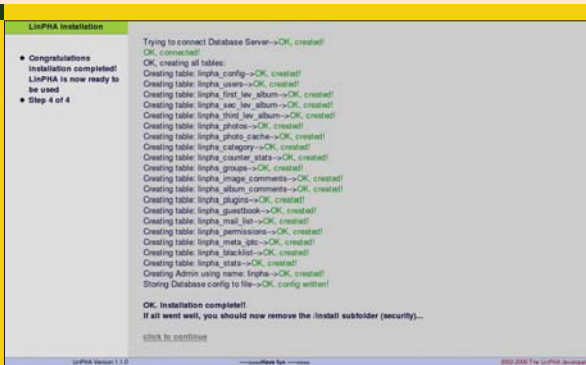 LinPHA Installation
Congratulations
installation completed!
LinPHA is now ready to
be used
Step 4 of 4
Trying to connect Database Server-->OK, created!
OK, connected!
OK, creating all tables:
Creating table: linpha_config-->OK, created!
Creating table: linpha_users-->OK, created!
Creating table: linpha_first_lev_album-->OK, created!
Creating table: linpha_sec_lev_album-->OK, created!
Creating table: linpha_third_lev_album-->OK, created!
Creating table: linpha_photos-->OK, created!
Creating table: linpha_photo_cache-->OK, created!
Creating table: linpha_category-->OK, created!
Creating table: linpha_counter_stats-->OK, created!
Creating table: linpha_groups-->OK, created!
Creating table: linpha_image_comments-->OK, created!
Creating table: linpha_album_comments-->OK, created!
Creating table: linpha_plugins-->OK, created!
Creating table: linpha_guestbook-->OK, created!
Creating table: linpha_mail_list-->OK, created!
Creating table: linpha_permissions-->OK, created!
Creating table: linpha_meta_iptc-->OK, created!
Creating table: linpha_blacklist-->OK, created!
Creating table: linpha_stats-->OK, created!
Creating Admin using name: linpha-->OK, created!
Storing Database config to file-->OK, config written!
OK, Installation complete!!
If all went well, you should now remove the /install subfolder (security)...
click to continue
LinPHA Version 1.1.0
Have fun
2002-2006 The LinPHA developers